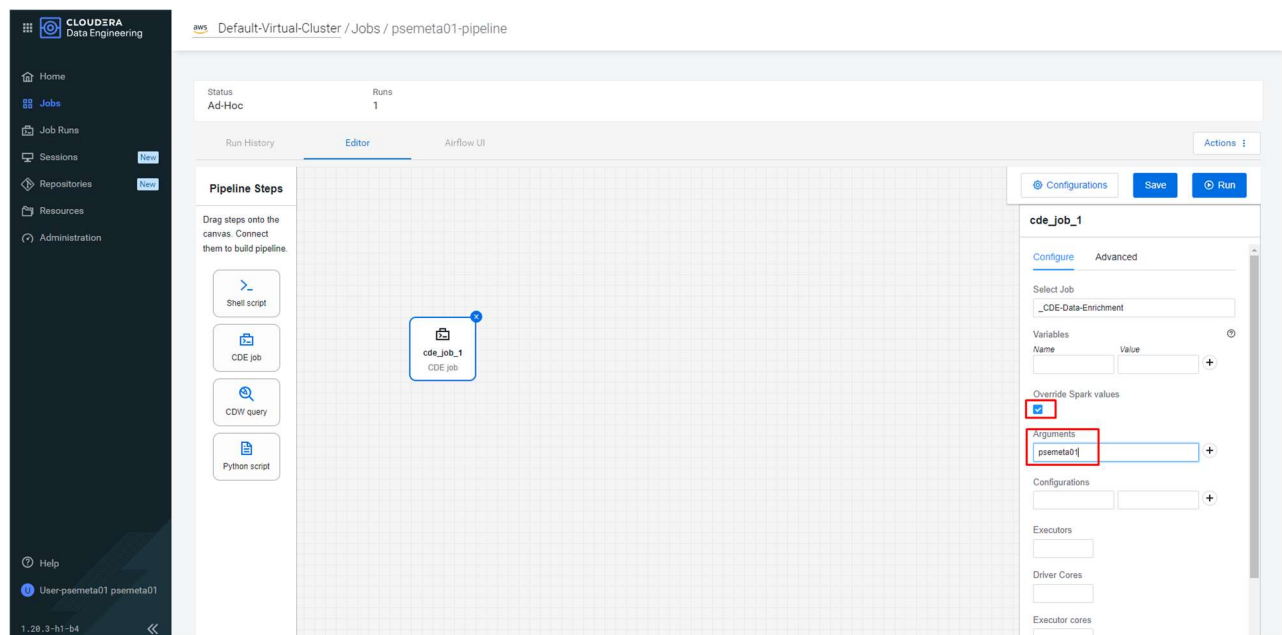 CLOUDERA
Data Engineering
aws Default-Virtual-Cluster / Jobs / psemeta01-pipeline
Home
Jobs
Job Runs
Sessions New
Repositories New
Resources
Administration
Help
U User-psemeta01 psemeta01
1.20.3-h1-b4
Status
Ad-Hoc
Runs
1
Run History Editor Airflow UI
Actions
Pipeline Steps
Drag steps onto the
canvas. Connect
them to build pipeline.
Shell script
CDE job
CDW query
Python script
cde_job_1
CDE job
Configurations Save Run
cde_job_1
Configure Advanced
Select Job
_CDE-Data-Enrichment
Variables
Name Value
Override Spark values
Arguments
psemeta01
Configurations
Executors
Driver Cores
Executor cores